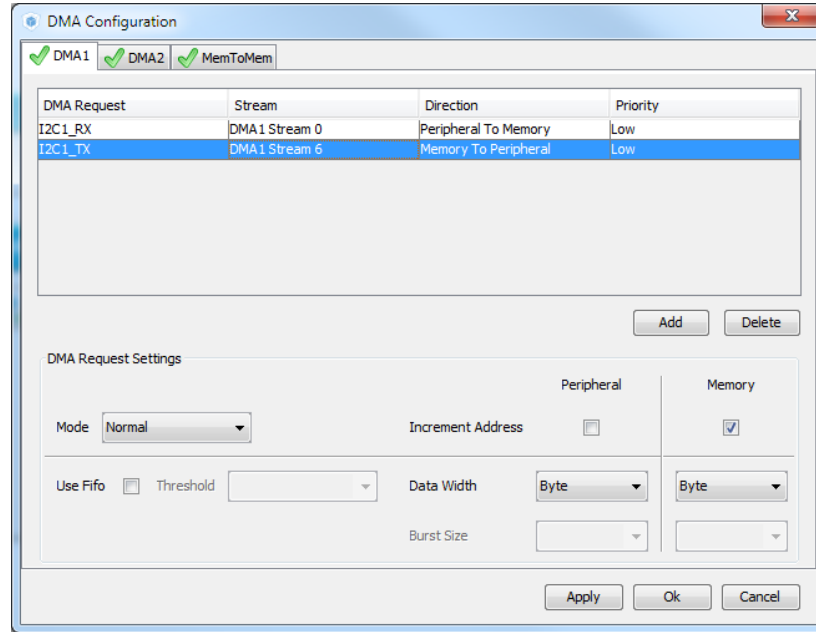 DMA Configuration
DMA1 DMA2 MemToMem
DMA Request Stream Direction Priority
I2C1_RX DMA1 Stream 0 Peripheral To Memory Low
I2C1_TX DMA1 Stream 6 Memory To Peripheral Low
Add Delete
DMA Request Settings
Peripheral Memory
Mode Normal Increment Address
Use Fifo Threshold Data Width Byte Byte
Burst Size
Apply Ok Cancel